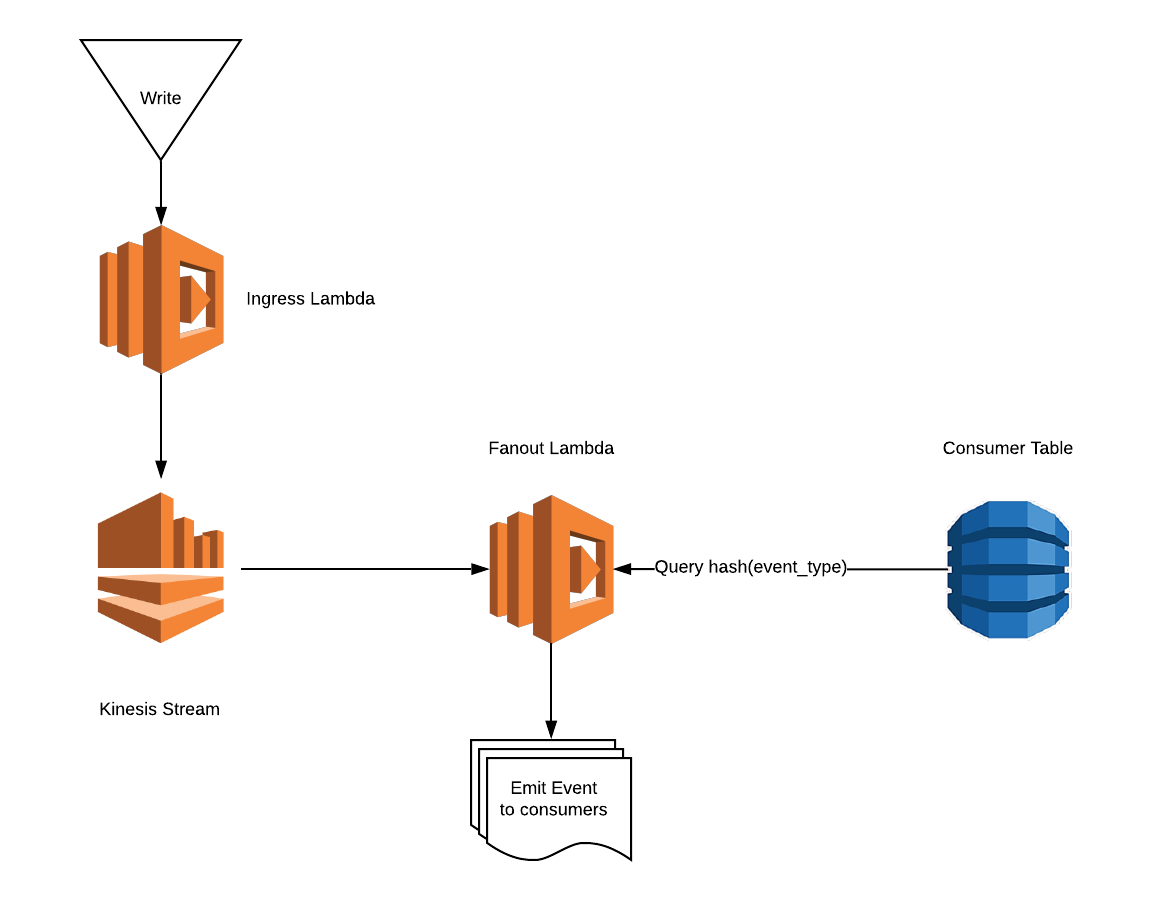 Write
Ingress Lambda
Fanout Lambda
Consumer Table
Query hash(event_type)
Kinesis Stream
Emit Event
to consumers